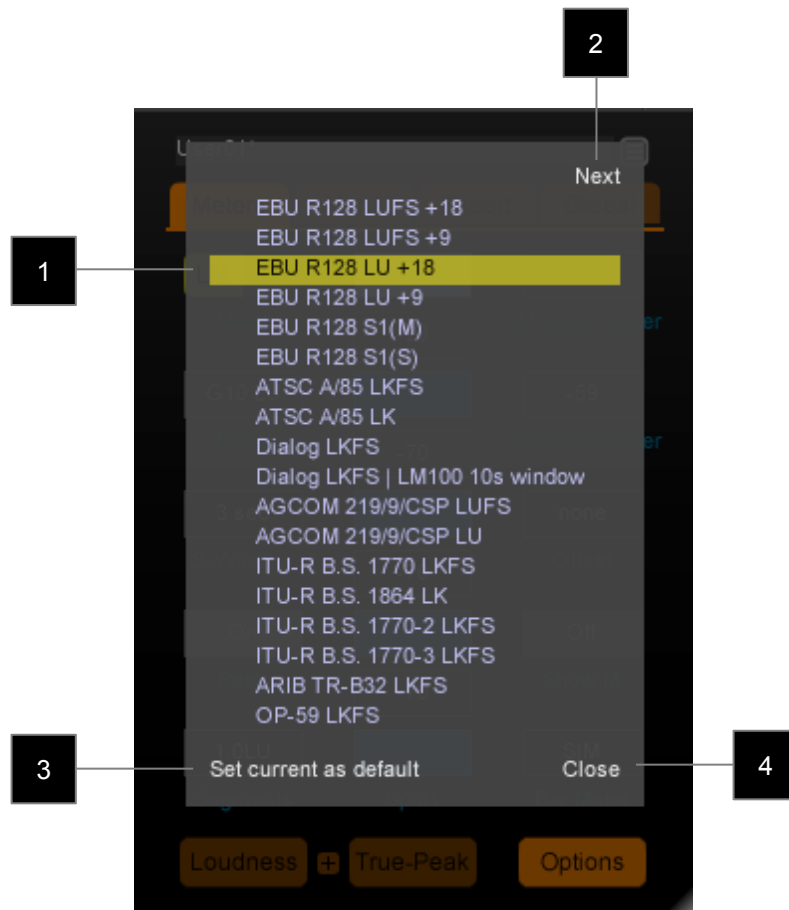 2
Next
EBU R128 LUFS +18
EBU R128 LUFS +9
1
EBU R128 LU +18
EBU R128 LU +9
EBU R128 S1(M)
EBU R128 S1(S)
ATSC A/85 LKFS
ATSC A/85 LK
Dialog LKFS
Dialog LKFS | LM100 10s window
AGCOM 219/9/CSP LUFS
AGCOM 219/9/CSP LU
ITU-R B.S. 1770 LKFS
ITU-R B.S. 1864 LK
ITU-R B.S. 1770-2 LKFS
ITU-R B.S. 1770-3 LKFS
ARIB TR-B32 LKFS
OP-59 LKFS
3
Set current as default
Close
4
Loudness + True-Peak Options